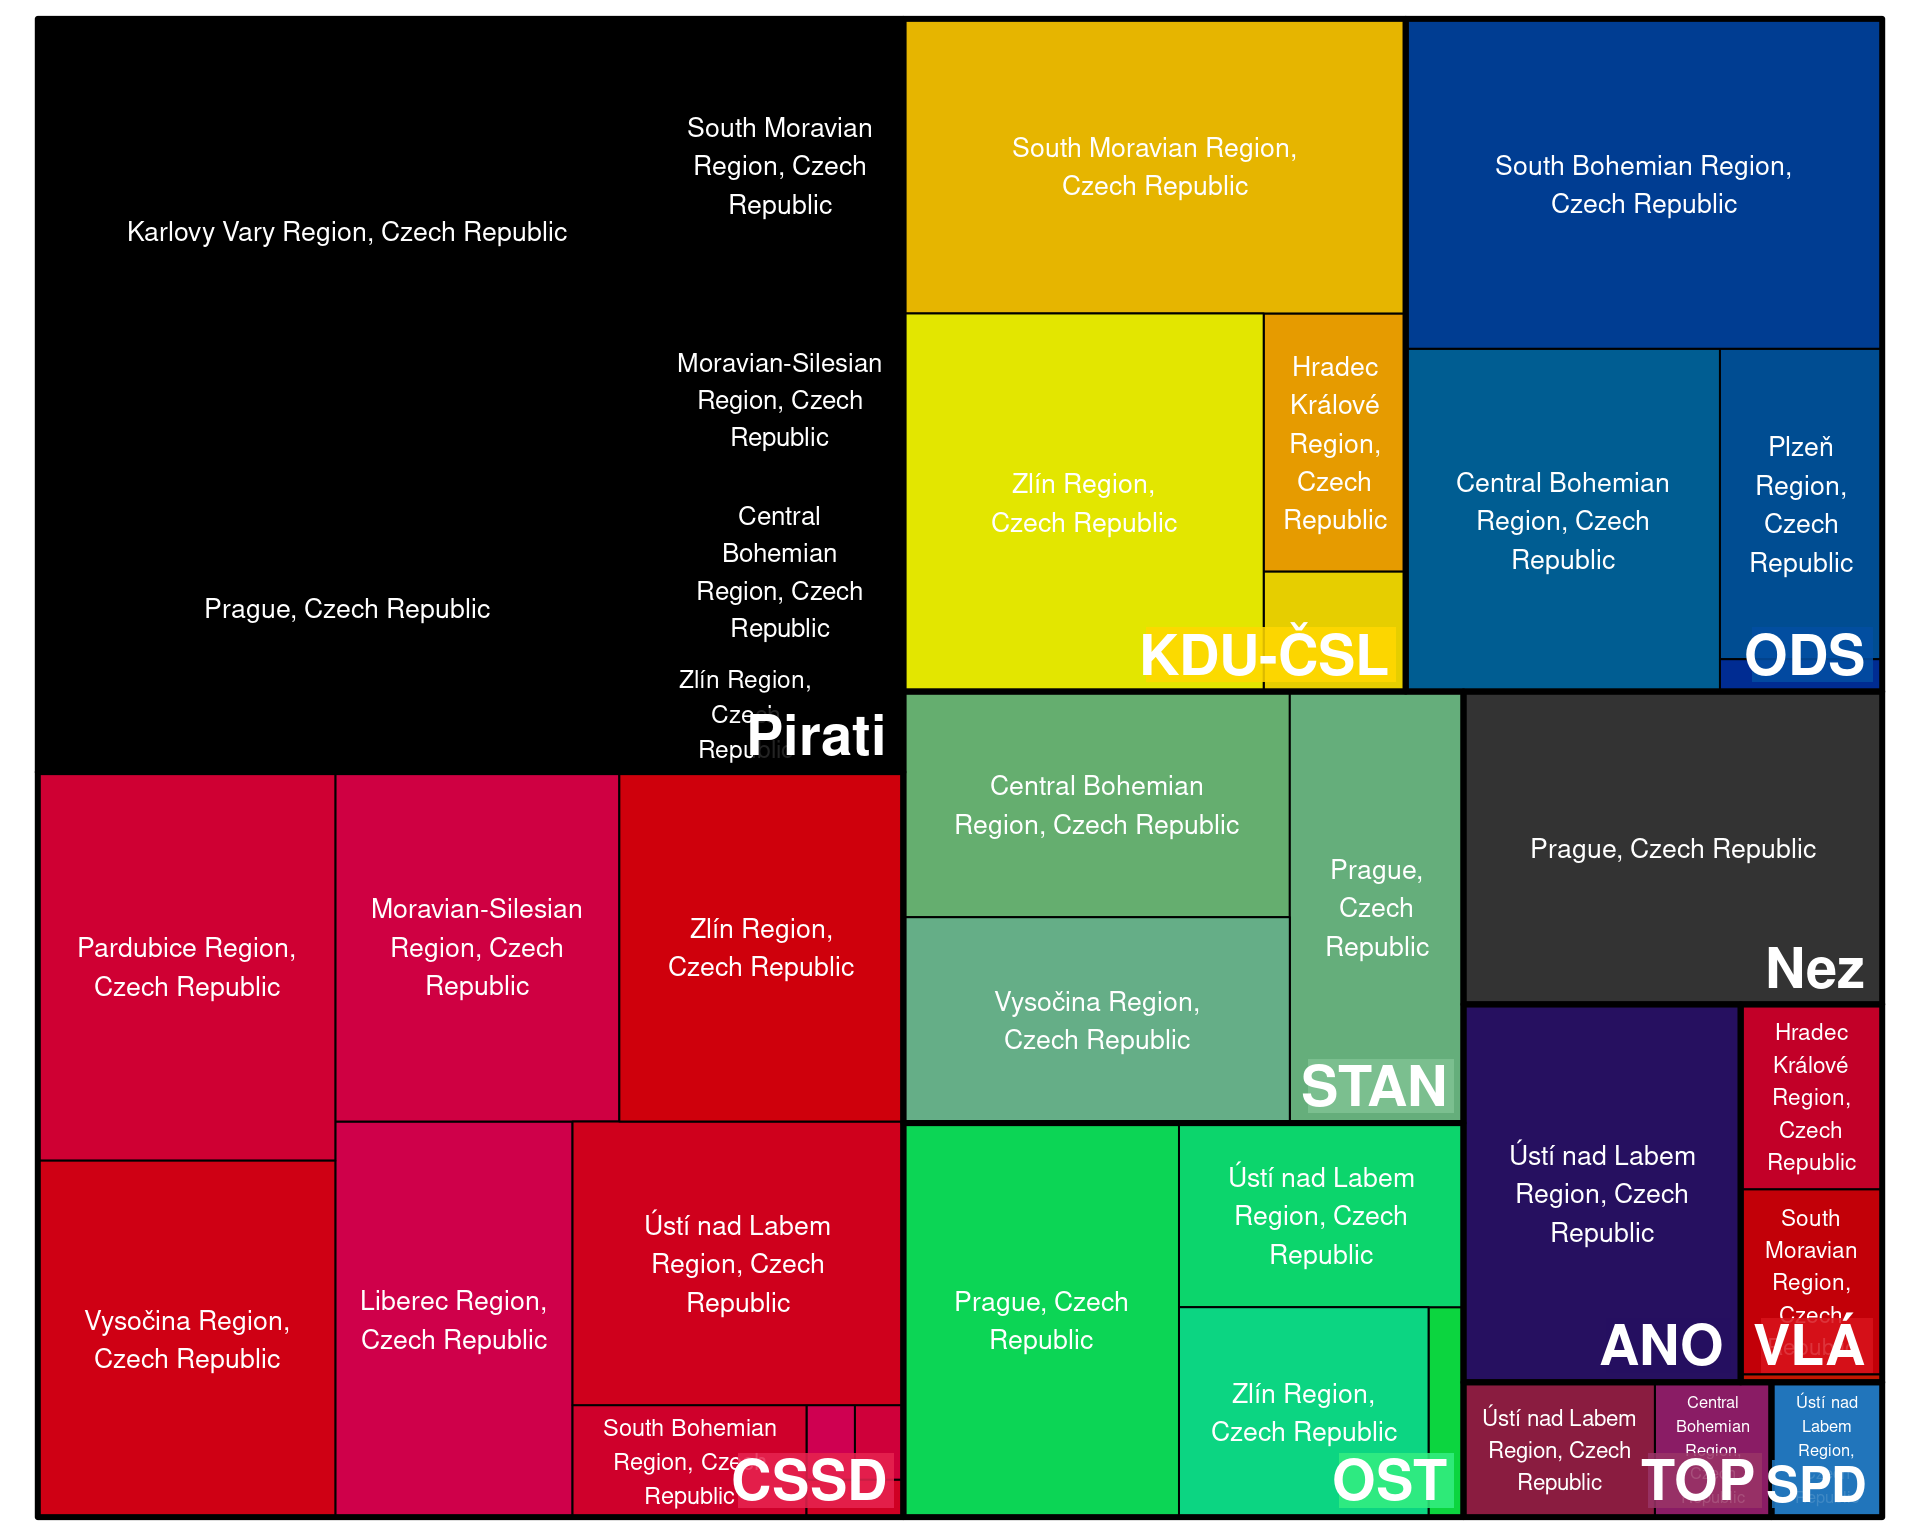 Karlovy Vary Region, Czech Republic
Prague, Czech Republic
South Moravian
Region, Czech
Republic
Moravian-Silesian
Region, Czech
Republic
Central
Bohemian
Region, Czech
Republic
Zlín Region,
Czech
Republic
Pirati
Pardubice Region,
Czech Republic
Vysočina Region,
Czech Republic
Moravian-Silesian
Region, Czech
Republic
Zlín Region,
Czech Republic
Liberec Region,
Czech Republic
Ústí nad Labem
Region, Czech
Republic
South Bohemian
Region, Czech
Republic
CSSD
South Moravian Region,
Czech Republic
Zlín Region,
Czech Republic
Hradec
Králové
Region,
Czech
Republic
KDU-ČSL
South Bohemian Region,
Czech Republic
Central Bohemian
Region, Czech
Republic
Plzeň
Region,
Czech
Republic
ODS
Central Bohemian
Region, Czech Republic
Vysočina Region,
Czech Republic
Prague,
Czech
Republic
STAN
Prague, Czech Republic
Nez
Prague, Czech
Republic
Ústí nad Labem
Region, Czech
Republic
Zlín Region,
Czech Republic
OST
Ústí nad Labem
Region, Czech
Republic
ANO
Hradec
Králové
Region,
Czech
Republic
South
Moravian
Region,
Czech
Republic
VLÁ
Ústí nad Labem
Region, Czech
Republic
Central
Bohemian
Region,
Czech
Republic
TOP
Ústí nad
Labem
Region,
SPD